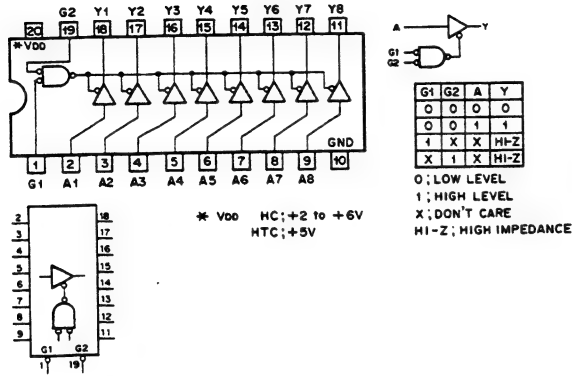 G2 Y1 Y2 Y3 Y4 Y5 Y6 Y7 Y8
20 19 18 17 16 15 14 13 12 11
* VDD
GND
1 2 3 4 5 6 7 8 9 10
G1 A1 A2 A3 A4 A5 A6 A7 A8
A Y
G1
G2
G1 G2 A Y
0 0 0 0
0 0 1 1
1 X X HI-Z
X 1 X HI-Z
0; LOW LEVEL
1; HIGH LEVEL
X; DON'T CARE
HI-Z; HIGH IMPEDANCE
* VDD HC; +2 to +6V
HTC; +5V
2 18
3 17
4 16
5 15
6 14
7 13
8 12
9 11
G1 G2
1 19